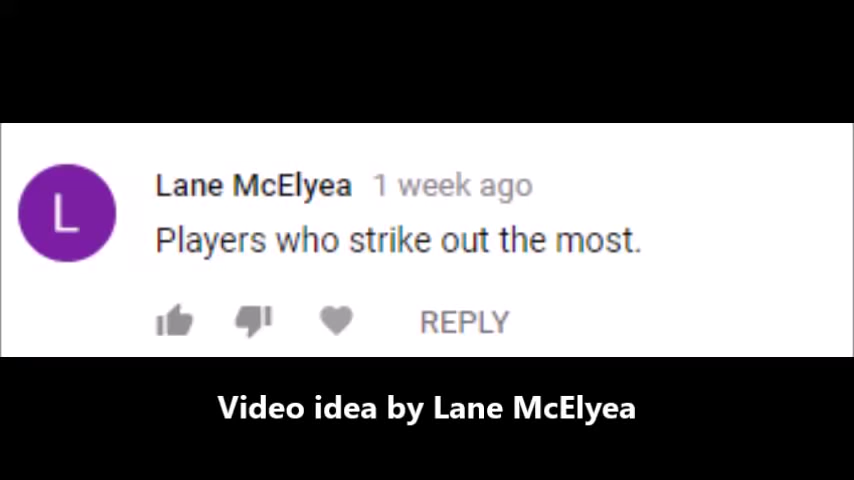 L
Lane McElyea 1 week ago
Players who strike out the most.
REPLY
Video idea by Lane McElyea